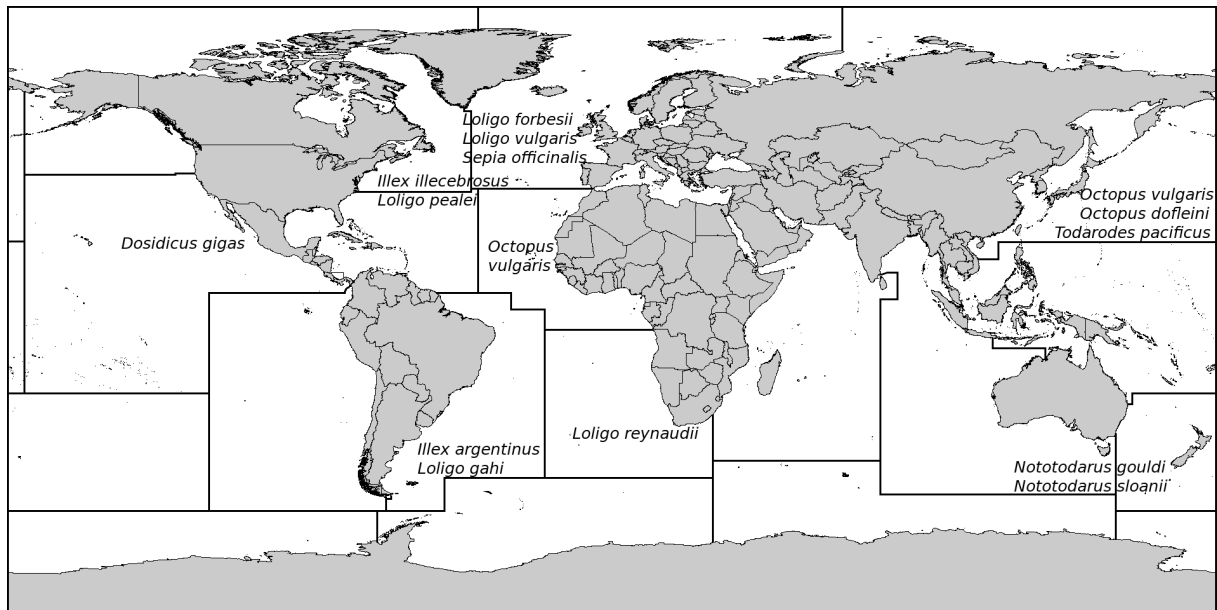 Loligo forbesii
Loligo vulgaris
Sepia officinalis
Illex illecebrosus
Loligo pealei
Octopus vulgaris
Octopus dofleini
Todarodes pacificus
Dosidicus gigas
Octopus
vulgaris
Loligo reynaudii
Illex argentinus
Loligo gahi
Nototodarus gouldi
Nototodarus sloanii